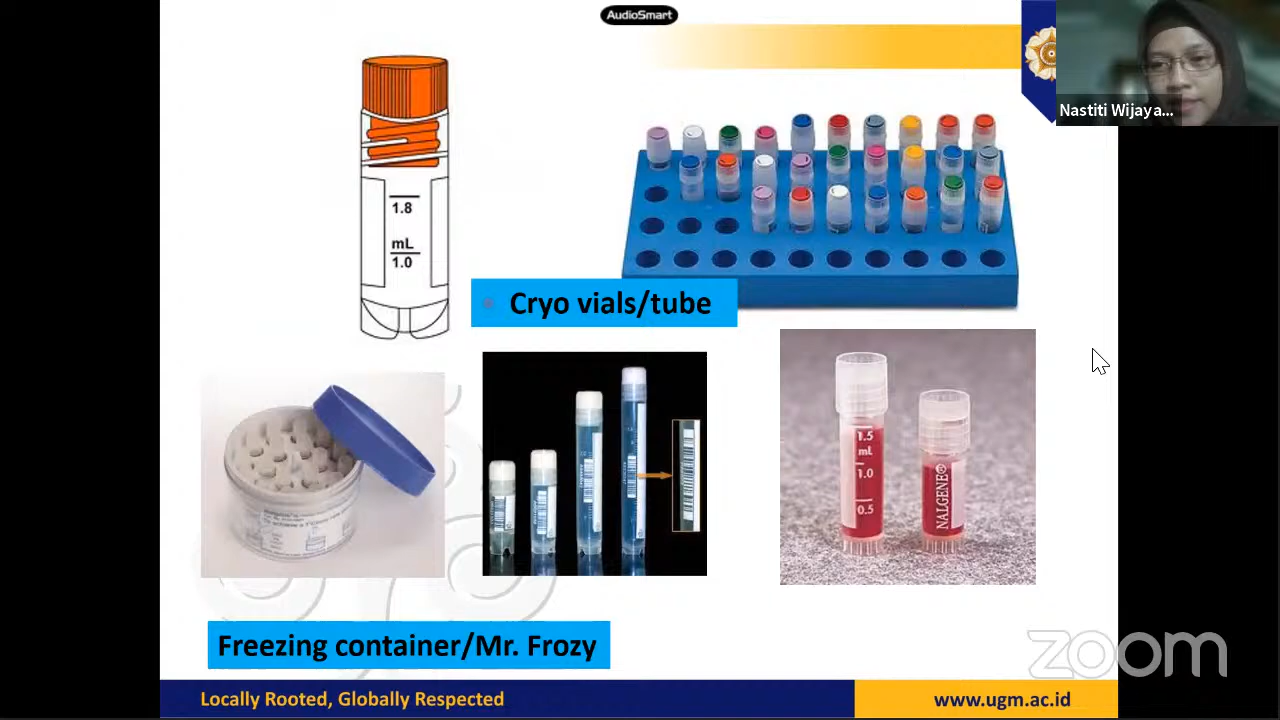 AudioSmart
Nastiti Wijaya...
1.8
mL
1.0
Cryo vials/tube
1.5
mL
1.0
0.5
NALGENE®
Freezing container/Mr. Frozy
zoom
Locally Rooted, Globally Respected
www.ugm.ac.id